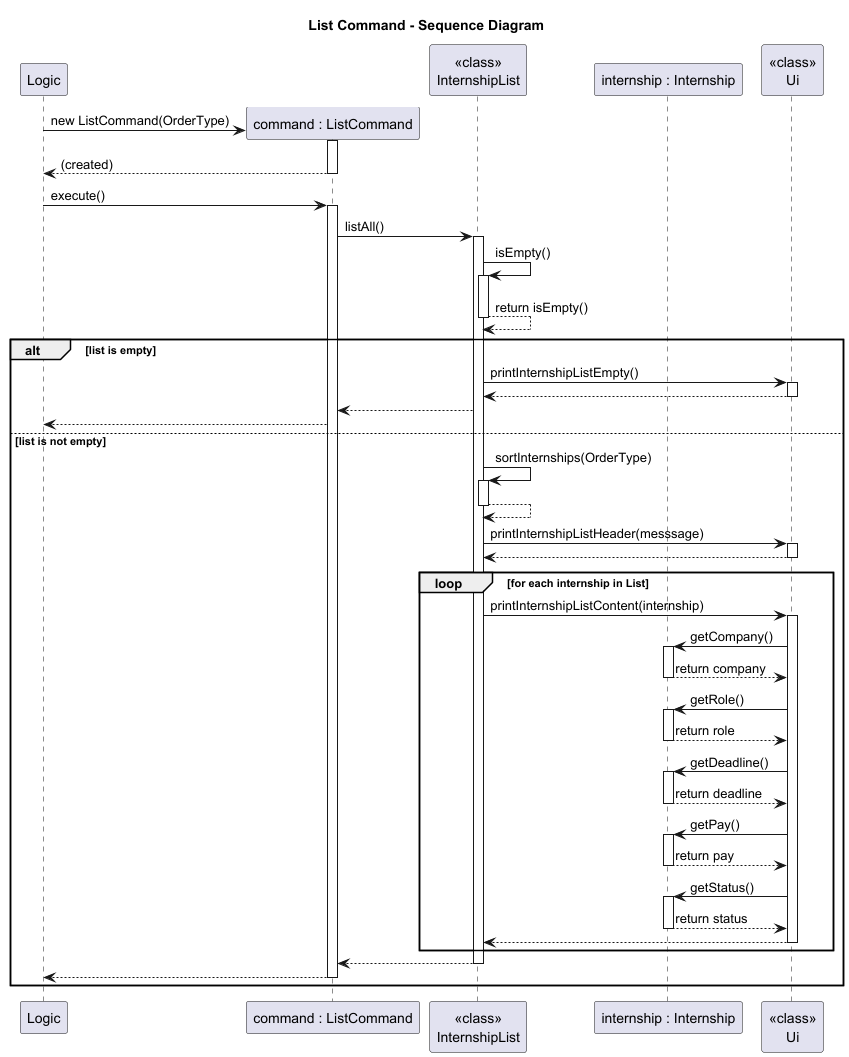 List Command - Sequence Diagram
Logic
«class»
InternshipList
internship : Internship
«class»
Ui
new ListCommand(OrderType)
command : ListCommand
(created)
execute()
listAll()
isEmpty()
return isEmpty()
alt
[list is empty]
printInternshipListEmpty()
[list is not empty]
sortInternships(OrderType)
printInternshipListHeader(messsage)
loop
[for each internship in List]
printInternshipListContent(internship)
getCompany()
return company
getRole()
return role
getDeadline()
return deadline
getPay()
return pay
getStatus()
return status
Logic
command : ListCommand
«class»
InternshipList
internship : Internship
«class»
Ui